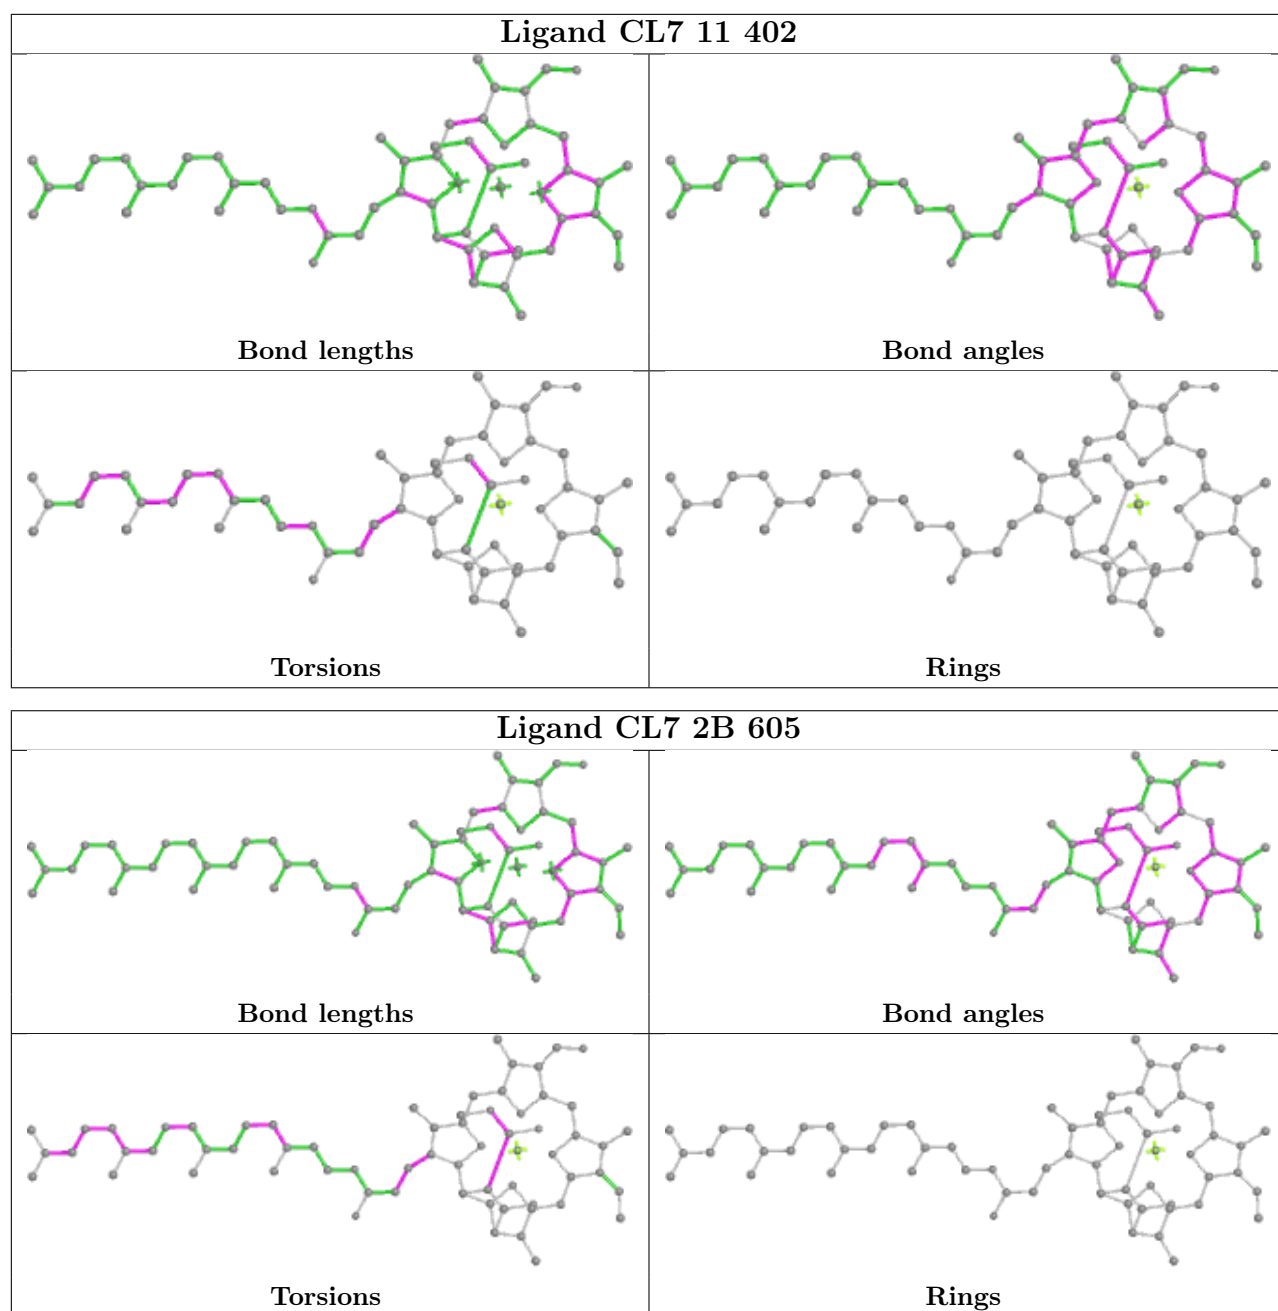 Ligand CL7 11 402
Bond lengths
Bond angles
Torsions
Rings
Ligand CL7 2B 605
Bond lengths
Bond angles
Torsions
Rings